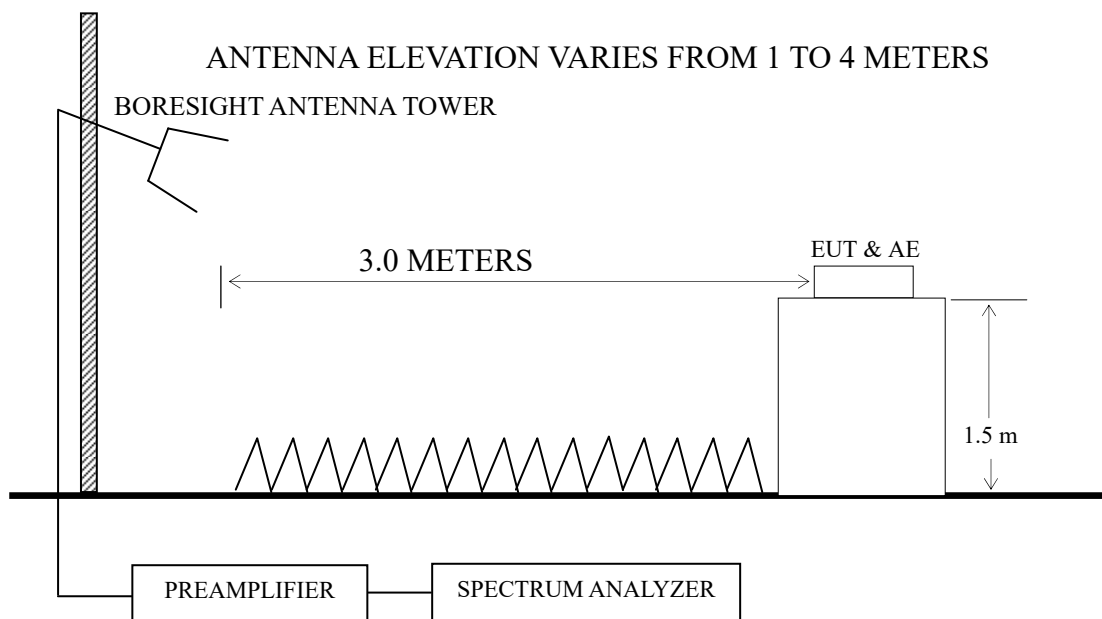 ANTENNA ELEVATION VARIES FROM 1 TO 4 METERS
BORESIGHT ANTENNA TOWER
3.0 METERS
EUT & AE
1.5 m
PREAMPLIFIER
SPECTRUM ANALYZER